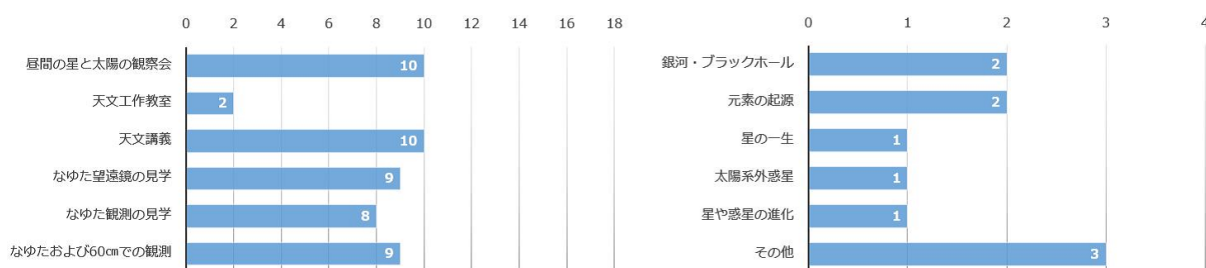 0 2 4 6 8 10 12 14 16 18
昼間の星と太陽の観察会 10
天文工作教室 2
天文講義 10
なゆた望遠鏡の見学 9
なゆた観測の見学 8
なゆたおよび60㎝での観測 9
0 1 2 3 4
銀河・ブラックホール 2
元素の起源 2
星の一生 1
太陽系外惑星 1
星や惑星の進化 1
その他 3